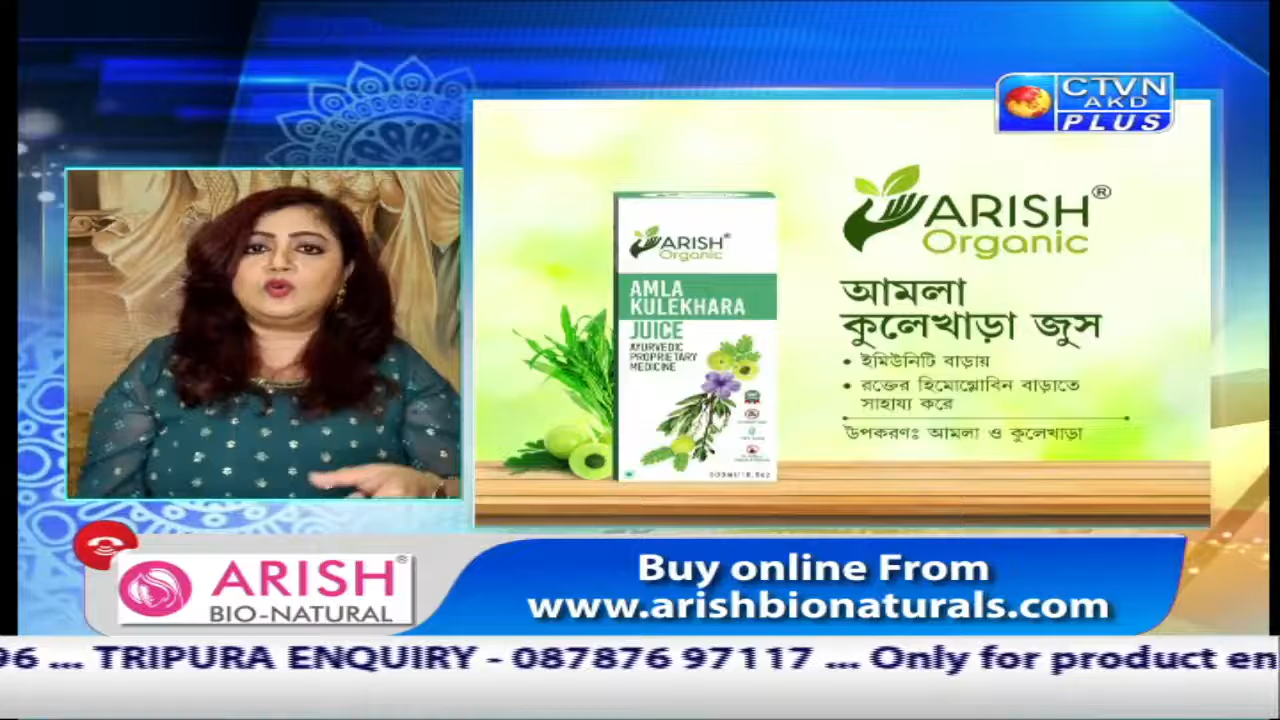 CTVN
AKD
PLUS
ARISH®
Organic
আমলা
কুলেখাড়া জুস
• ইমিউনিটি বাড়ায়
• রক্তের হিমোগ্লোবিন বাড়াতে
সাহায্য করে
উপকরণঃ আমলা ও কুলেখাড়া
ARISH®
Organic
AMLA
KULEKHARA
JUICE
AYURVEDIC
PROPRIETARY
MEDICINE
ARISH®
BIO-NATURAL
Buy online From
www.arishbionaturals.com
96 ... TRIPURA ENQUIRY - 087876 97117 ... Only for product en